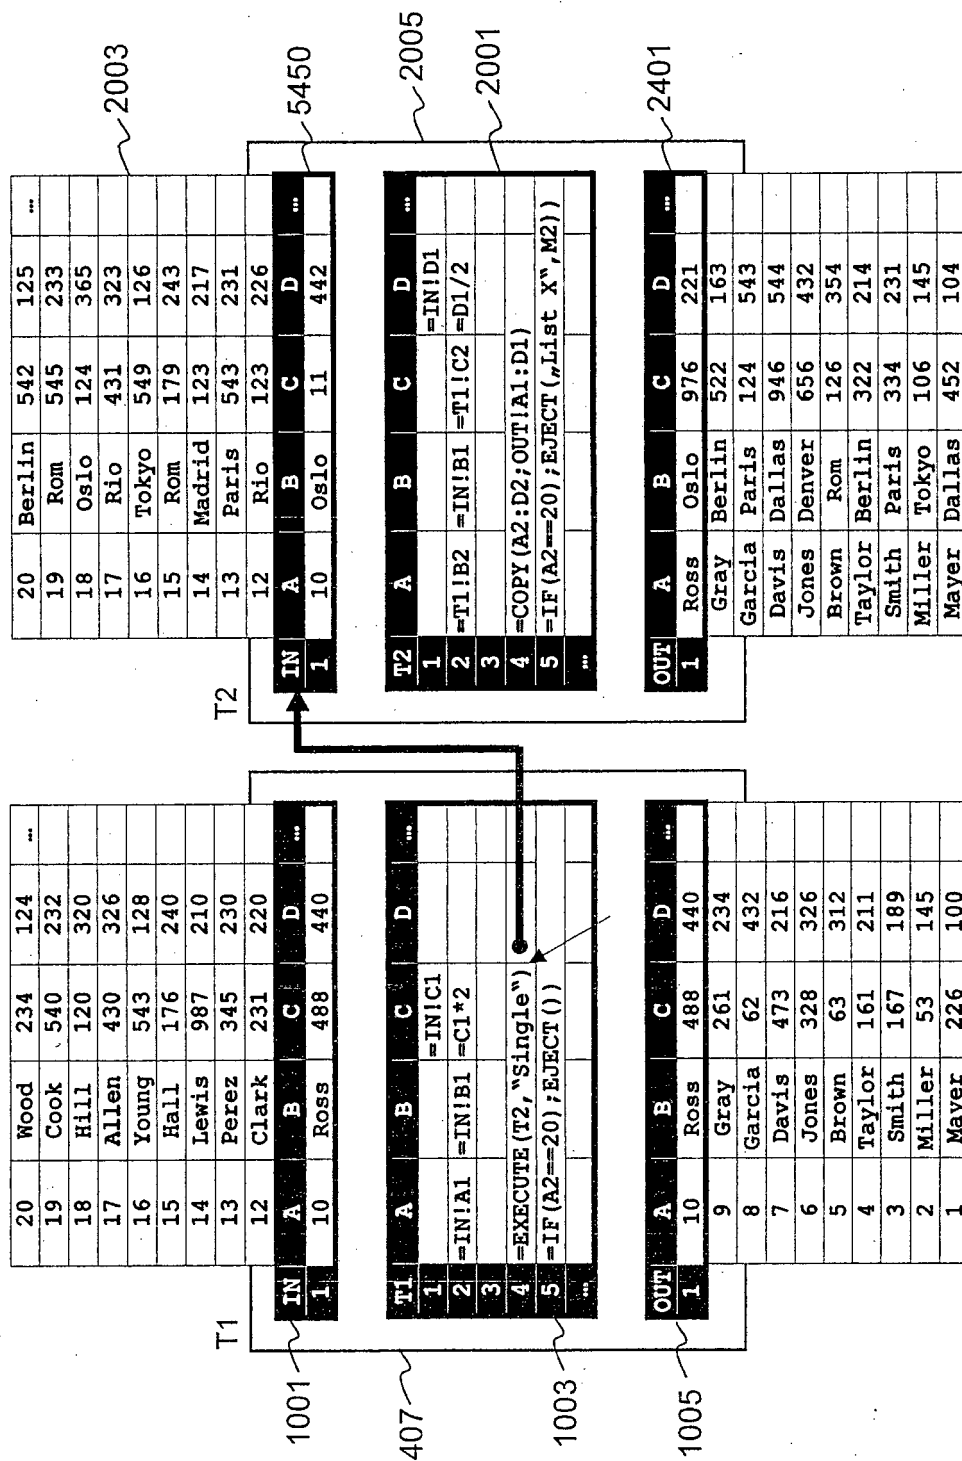 T1
T2
20 Wood 234 124 ...
19 Cook 540 232
18 Hill 120 320
17 Allen 430 326
16 Young 543 128
15 Hall 176 240
14 Lewis 987 210
13 Perez 345 230
12 Clark 231 220
IN A B C D ...
1 10 Ross 488 440
T1 A B C D ...
1 =IN!C1
2 =IN!A1 =IN!B1 =C1*2
3
4 =EXECUTE(T2,"Single")
5 =IF(A2==20);EJECT())
...
OUT A B C D ...
1 10 Ross 488 440
9 Gray 261 234
8 Garcia 62 432
7 Davis 473 216
6 Jones 328 326
5 Brown 63 312
4 Taylor 161 211
3 Smith 167 189
2 Miller 53 145
1 Mayer 226 100
1001
407
1003
1005
20 Berlin 542 125 ...
19 Rom 545 233
18 Oslo 124 365
17 Rio 431 323
16 Tokyo 549 126
15 Rom 179 243
14 Madrid 123 217
13 Paris 543 231
12 Rio 123 226
IN A B C D ...
1 10 Oslo 11 442
T2 A B C D ...
1 =IN!D1
2 =T1!B2 =IN!B1 =T1!C2 =D1/2
3
4 =COPY(A2:D2;OUT!A1:D1)
5 =IF(A2==20);EJECT(„List X“,M2))
...
OUT A B C D ...
1 Ross Oslo 976 221
Gray Berlin 522 163
Garcia Paris 124 543
Davis Dallas 946 544
Jones Denver 656 432
Brown Rom 126 354
Taylor Berlin 322 214
Smith Paris 334 231
Miller Tokyo 106 145
Mayer Dallas 452 104
2003
5450
2005
2001
2401